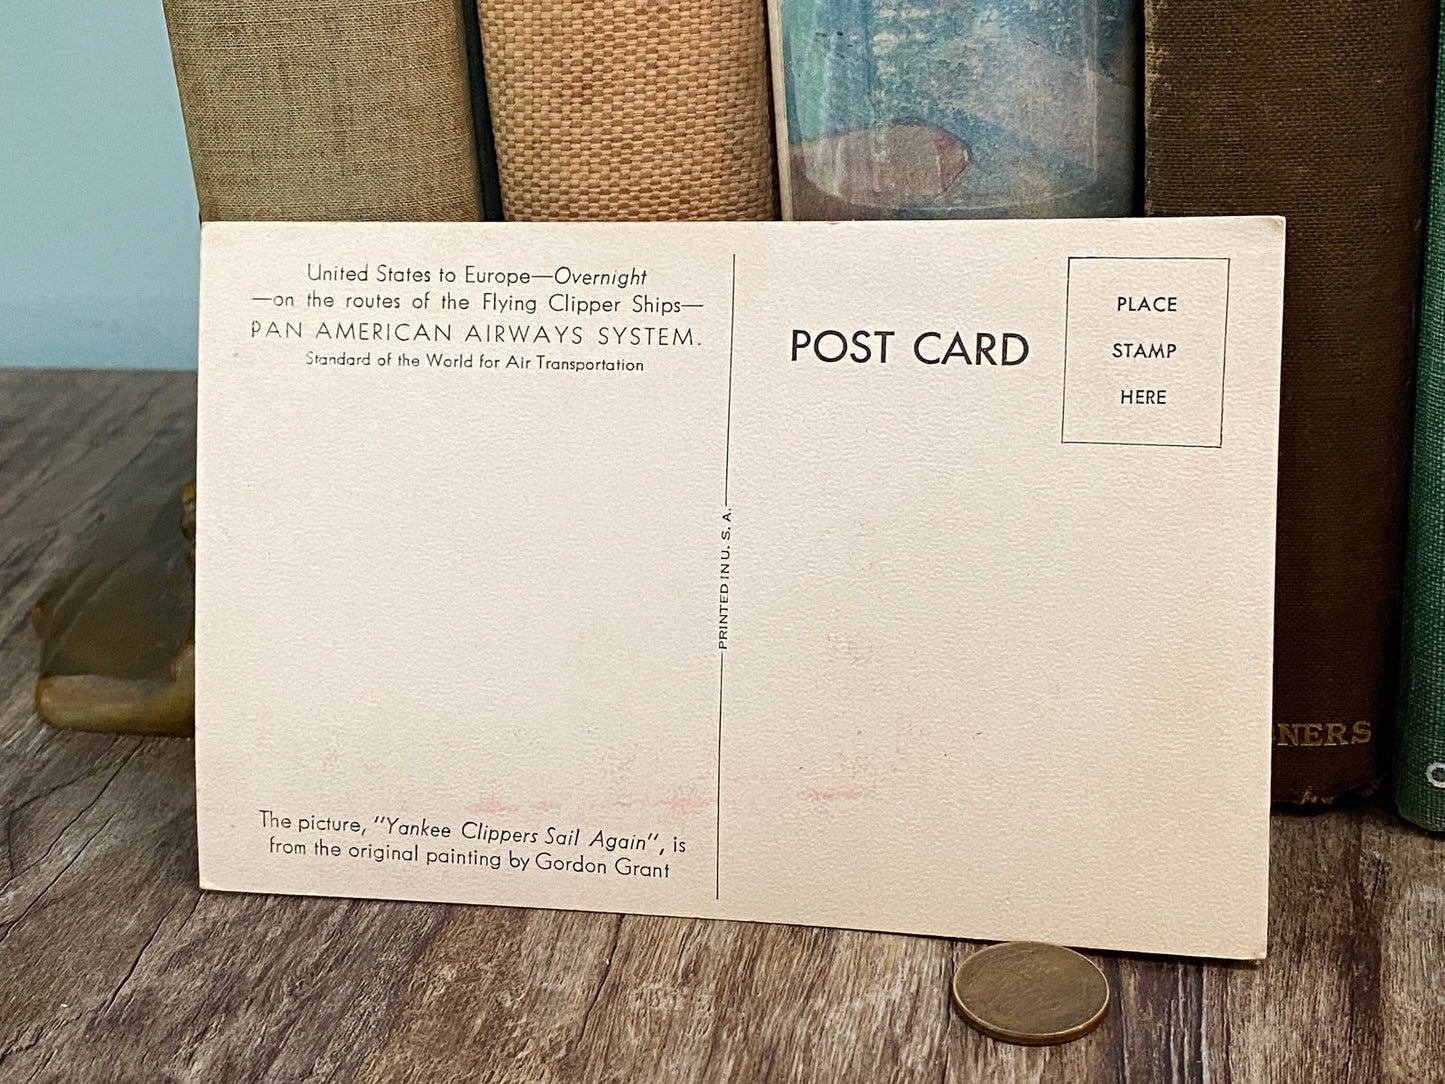 United States to Europe—Overnight
—on the routes of the Flying Clipper Ships—
PAN AMERICAN AIRWAYS SYSTEM.
Standard of the World for Air Transportation
POST CARD
PLACE
STAMP
HERE
PRINTED IN U. S. A.
The picture, "Yankee Clippers Sail Again", is
from the original painting by Gordon Grant
NERS